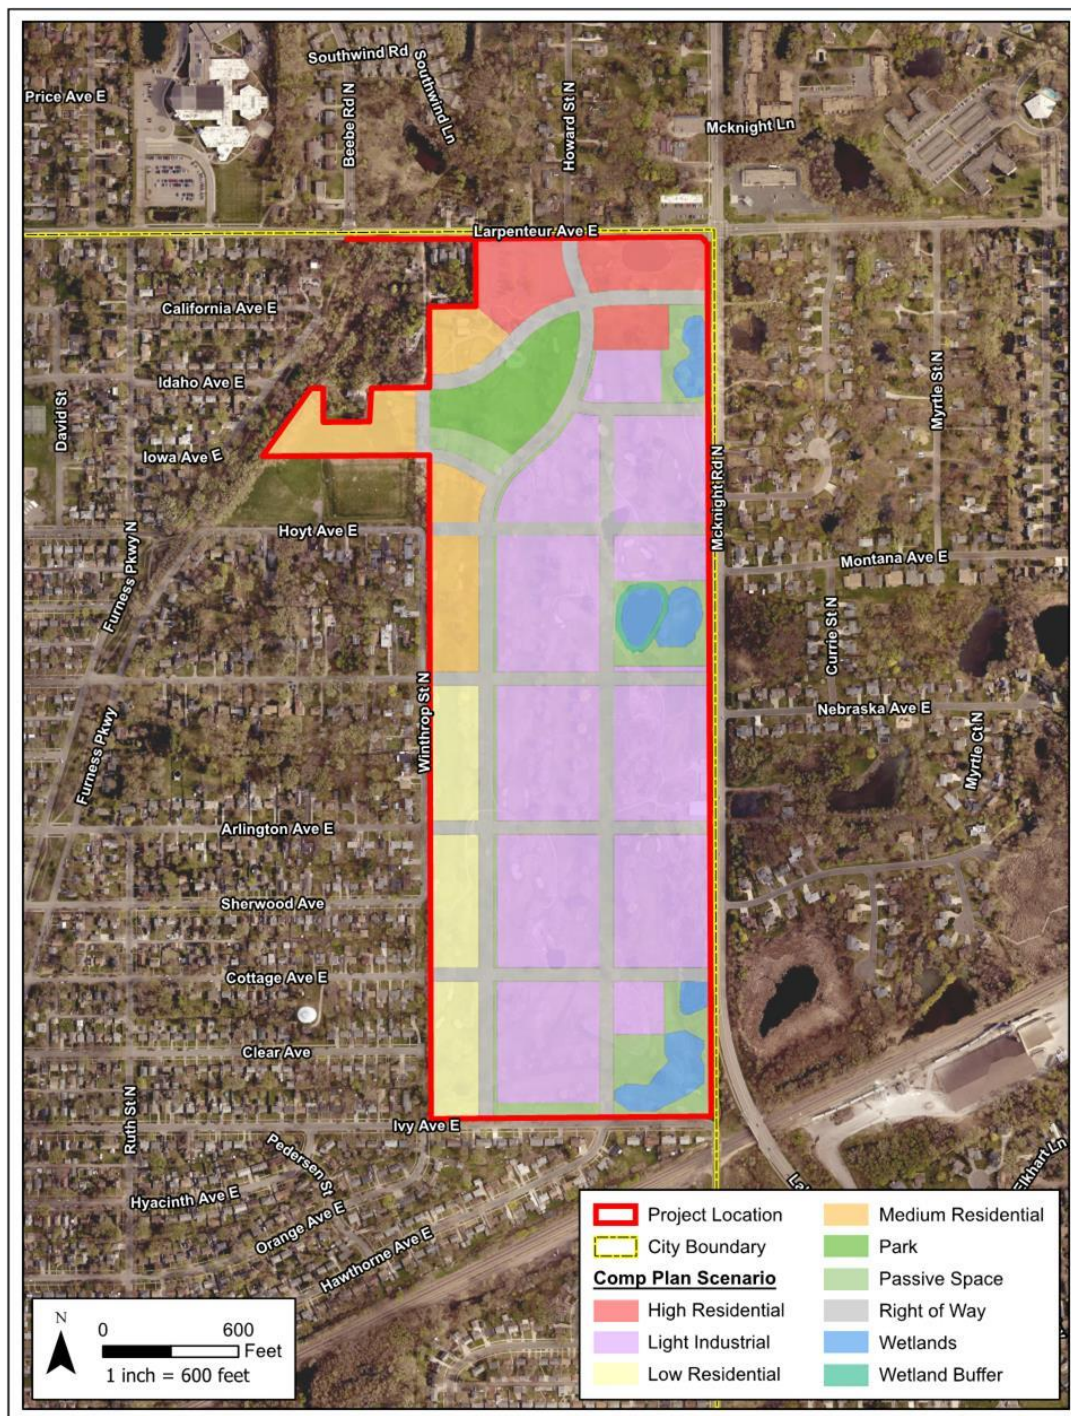 Southwind Rd
Southwind Ln
Price Ave E
Beebe Rd N
Howard St N
Mcknight Ln
Larpenteur Ave E
California Ave E
Idaho Ave E
David St
Iowa Ave E
Myrtle St N
Mcknight Rd N
Hoyt Ave E
Furness Pkwy N
Montana Ave E
Currie St N
Winthrop St N
Nebraska Ave E
Myrtle Ct N
Furness Pkwy
Arlington Ave E
Sherwood Ave
Cottage Ave E
Clear Ave
Ruth St N
Ivy Ave E
Pedersen St
Hyacinth Ave E
Orange Ave E
Hawthorne Ave E
Elkhart Ln
Project Location
City Boundary
Comp Plan Scenario
High Residential
Light Industrial
Low Residential
Medium Residential
Park
Passive Space
Right of Way
Wetlands
Wetland Buffer
N
0 600
Feet
1 inch = 600 feet